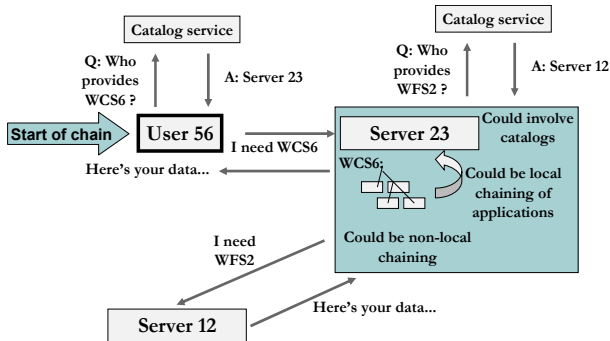 Catalog service
Q: Who
provides
WCS6 ?
A: Server 23
Start of chain
User 56
I need WCS6
Here's your data...
Catalog service
Q: Who
provides
WFS2 ?
A: Server 12
Server 23
Could involve
catalogs
WCS6:
Could be local
chaining of
applications
Could be non-local
chaining
I need
WFS2
Server 12
Here's your data...